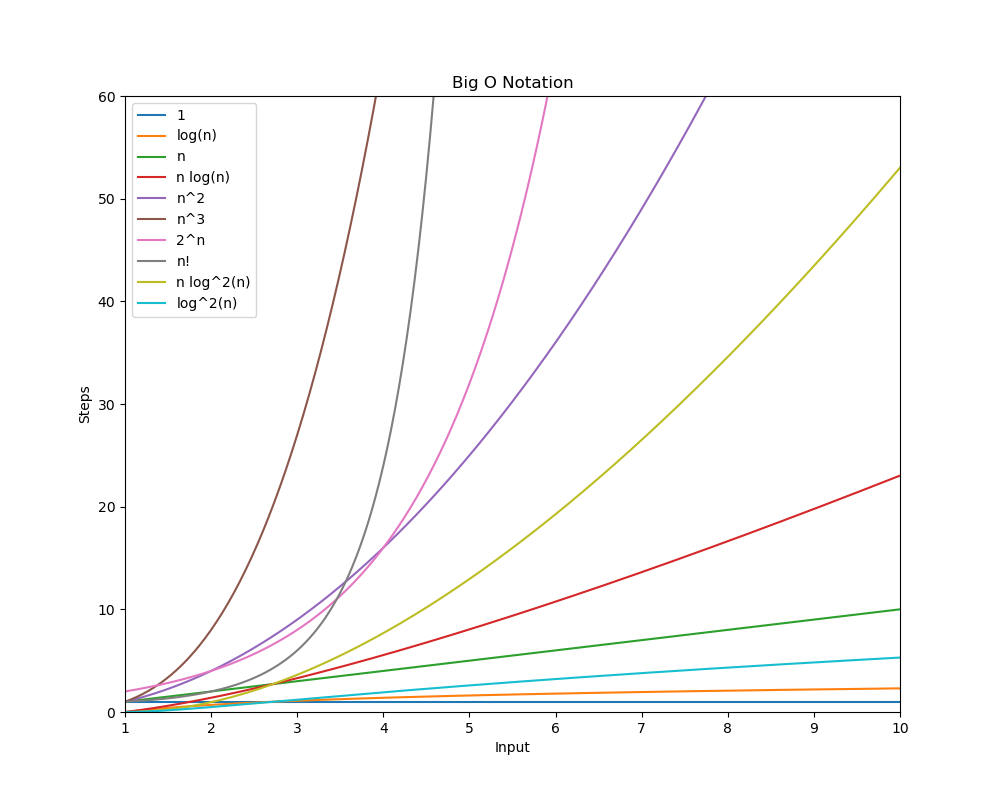 Big O Notation
60
50
40
30
20
10
0
Steps
1
log(n)
n
n log(n)
n^2
n^3
2^n
n!
n log^2(n)
log^2(n)
1 2 3 4 5 6 7 8 9 10
Input